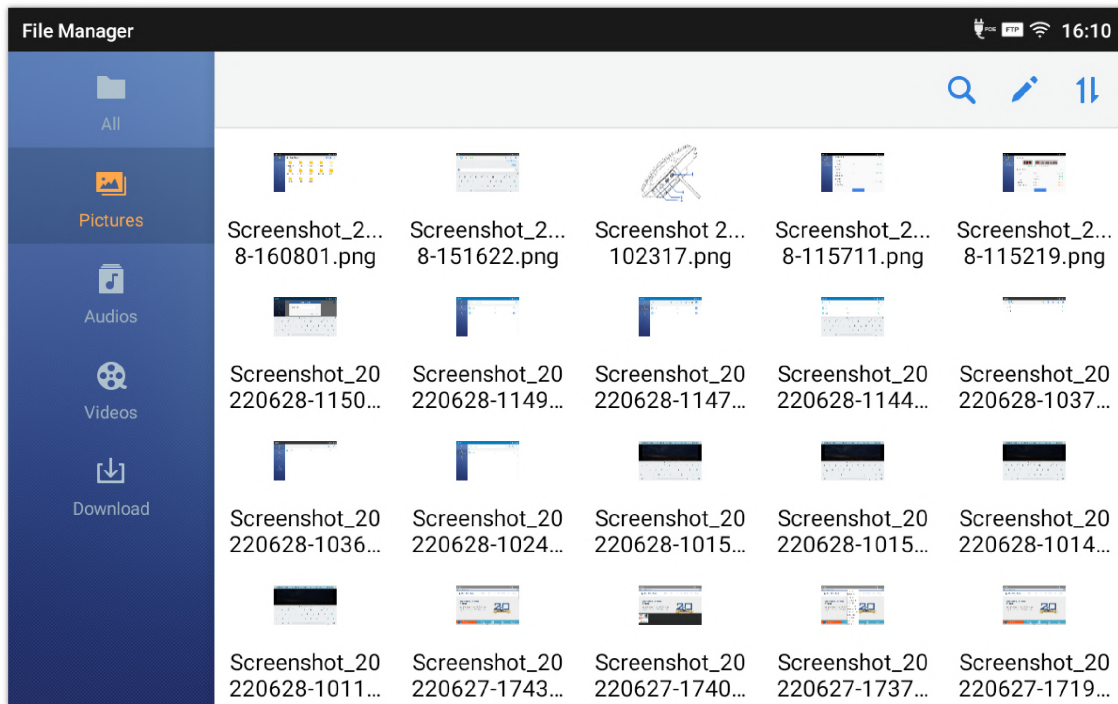 File Manager
POE FTP 16:10
All
Pictures
Audios
Videos
Download
Screenshot_2... Screenshot_2... Screenshot 2... Screenshot_2... Screenshot_2...
8-160801.png 8-151622.png 102317.png 8-115711.png 8-115219.png
Screenshot_20 Screenshot_20 Screenshot_20 Screenshot_20 Screenshot_20
220628-1150... 220628-1149... 220628-1147... 220628-1144... 220628-1037...
Screenshot_20 Screenshot_20 Screenshot_20 Screenshot_20 Screenshot_20
220628-1036... 220628-1024... 220628-1015... 220628-1015... 220628-1014...
Screenshot_20 Screenshot_20 Screenshot_20 Screenshot_20 Screenshot_20
220628-1011... 220627-1743... 220627-1740... 220627-1737... 220627-1719...